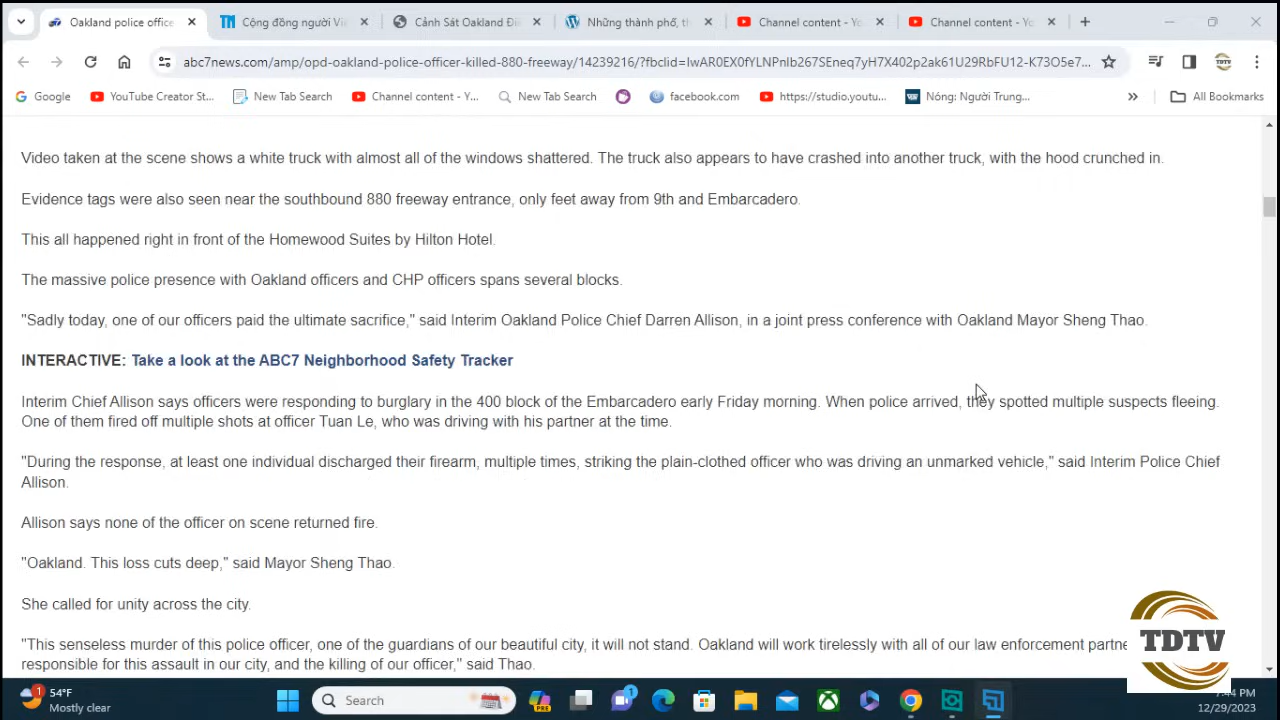 Oakland police office
Cộng đồng người Vi
Cảnh Sát Oakland Đi
Những thành phố, t
Channel content - Yo
Channel content - Yo
abc7news.com/amp/opd-oakland-police-officer-killed-880-freeway/14239216/?fbclid=IwAR0EX0fYLNPnIb267SEneq7yH7X402p2ak61U29RbFU12-K73O5e7...
Google
YouTube Creator St...
New Tab Search
Channel content - Y...
New Tab Search
facebook.com
https://studio.youtu...
Nóng: Người Trung...
All Bookmarks
Video taken at the scene shows a white truck with almost all of the windows shattered. The truck also appears to have crashed into another truck, with the hood crunched in.
Evidence tags were also seen near the southbound 880 freeway entrance, only feet away from 9th and Embarcadero.
This all happened right in front of the Homewood Suites by Hilton Hotel.
The massive police presence with Oakland officers and CHP officers spans several blocks.
"Sadly today, one of our officers paid the ultimate sacrifice," said Interim Oakland Police Chief Darren Allison, in a joint press conference with Oakland Mayor Sheng Thao.
INTERACTIVE: Take a look at the ABC7 Neighborhood Safety Tracker
Interim Chief Allison says officers were responding to burglary in the 400 block of the Embarcadero early Friday morning. When police arrived, they spotted multiple suspects fleeing.
One of them fired off multiple shots at officer Tuan Le, who was driving with his partner at the time.
"During the response, at least one individual discharged their firearm, multiple times, striking the plain-clothed officer who was driving an unmarked vehicle," said Interim Police Chief
Allison.
Allison says none of the officer on scene returned fire.
"Oakland. This loss cuts deep," said Mayor Sheng Thao.
She called for unity across the city.
"This senseless murder of this police officer, one of the guardians of our beautiful city, it will not stand. Oakland will work tirelessly with all of our law enforcement partne
responsible for this assault in our city, and the killing of our officer," said Thao.
TDTV
54°F
Mostly clear
Search
7:44 PM
12/29/2023